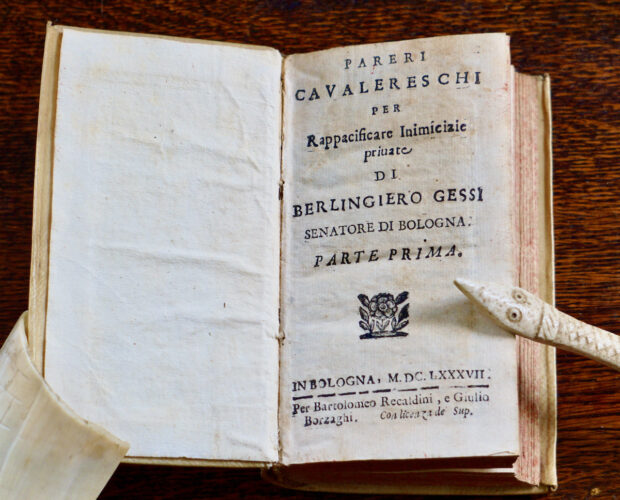 PARERI
CAVALERESCHI
PER
Rappacificare Inimicizie
priuate
DI
BERLINGIERO GESSI
SENATORE DI BOLOGNA.
PARTE PRIMA.
IN BOLOGNA, M.DC.LXXXVII.
Per Bartolomeo Recaldini, e Giulio
Borzaghi. Con licenza de' Sup.